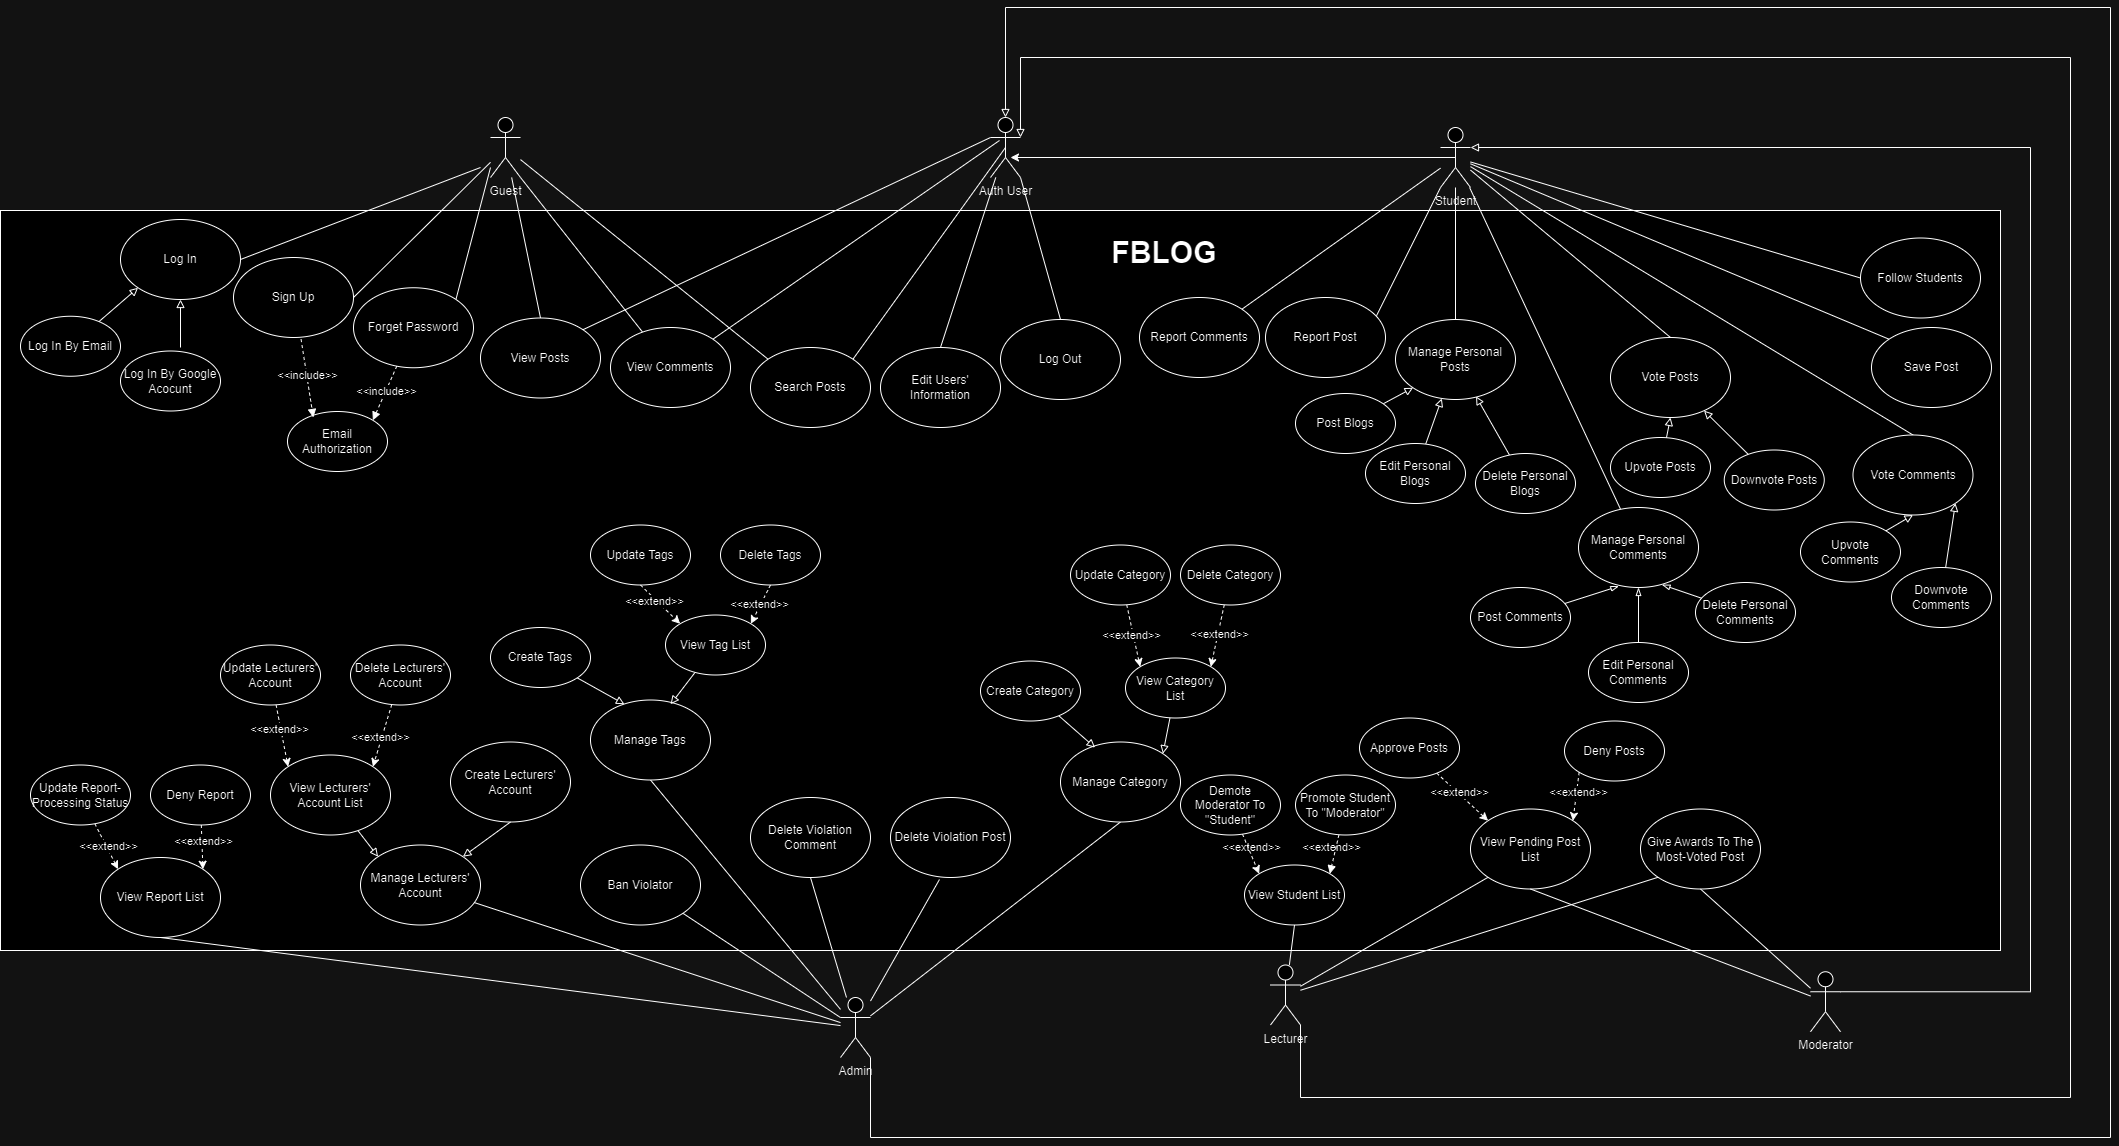 Guest
Auth User
Student
FBLOG
Log In
Sign Up
Forget Password
Log In By Email
Log In By Google
Acocunt
<<include>>
<<include>>
Email
Authorization
View Posts
View Comments
Search Posts
Edit Users'
Information
Log Out
Report Comments
Report Post
Manage Personal
Posts
Post Blogs
Edit Personal
Blogs
Delete Personal
Blogs
Vote Posts
Upvote Posts
Downvote Posts
Follow Students
Save Post
Vote Comments
Upvote
Comments
Downvote
Comments
Manage Personal
Comments
Post Comments
Delete Personal
Comments
Edit Personal
Comments
Update Tags
Delete Tags
<<extend>>
<<extend>>
Create Tags
View Tag List
Manage Tags
Update Category
Delete Category
<<extend>>
<<extend>>
Create Category
View Category
List
Manage Category
Update Lecturers'
Account
Delete Lecturers'
Account
<<extend>>
<<extend>>
View Lecturers'
Account List
Create Lecturers'
Account
Manage Lecturers'
Account
Update Report-
Processing Status
Deny Report
<<extend>>
<<extend>>
View Report List
Ban Violator
Delete Violation
Comment
Delete Violation Post
Demote
Moderator To
"Student"
Promote Student
To "Moderator"
<<extend>>
<<extend>>
View Student List
Approve Posts
Deny Posts
<<extend>>
<<extend>>
View Pending Post
List
Give Awards To The
Most-Voted Post
Admin
Lecturer
Moderator